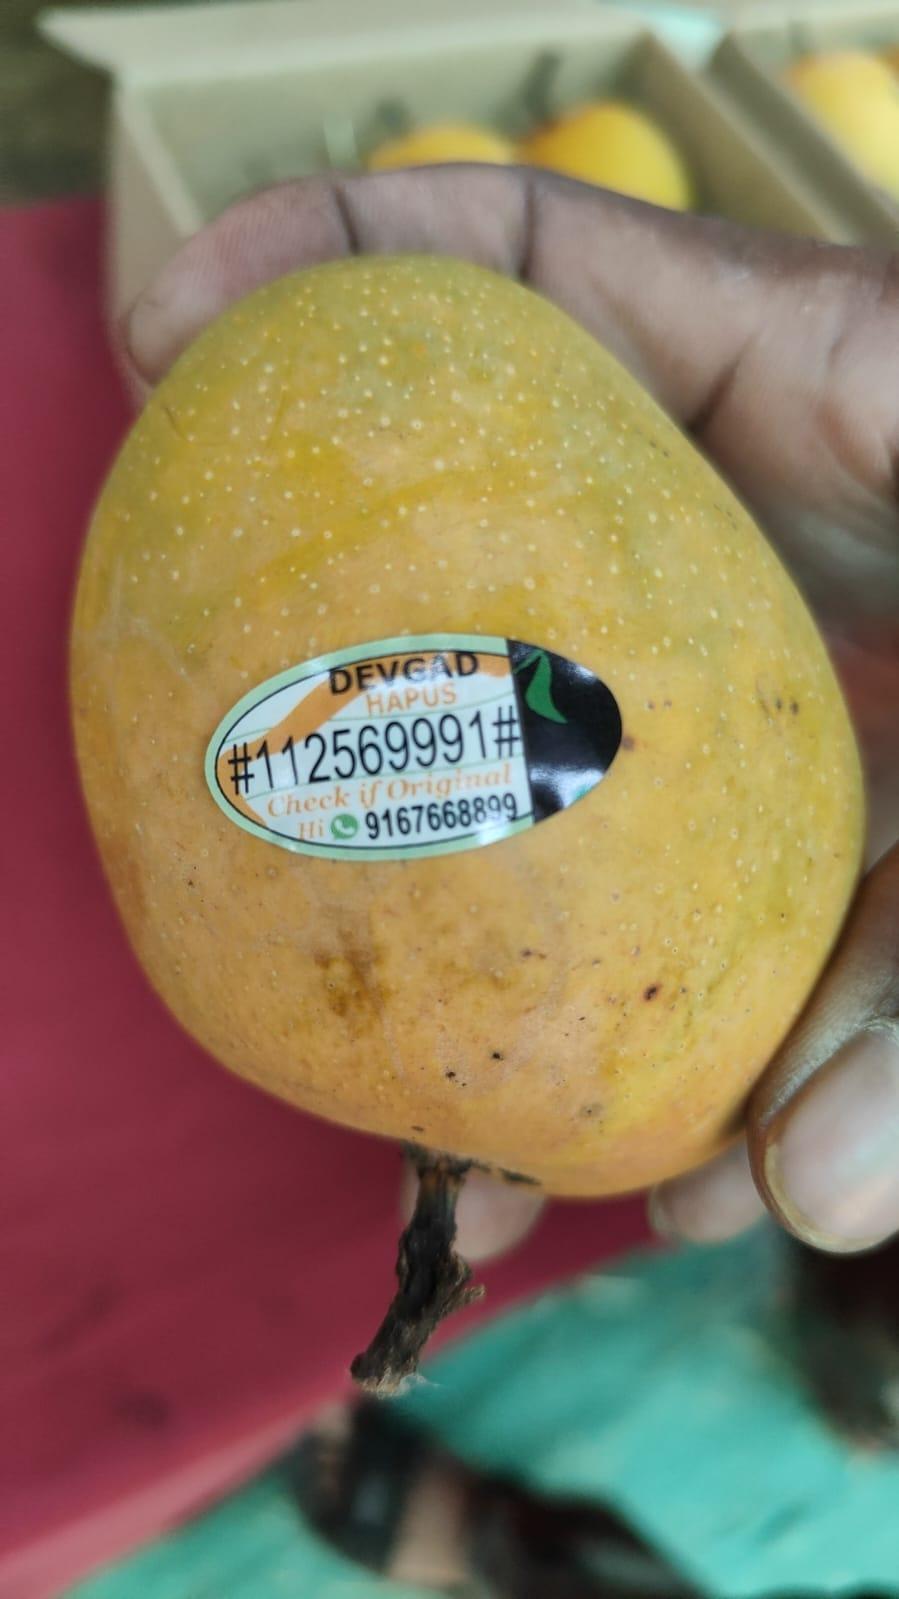 DEVGAD
HAPUS
#112569991#
Check if Original
Hi 9167668899